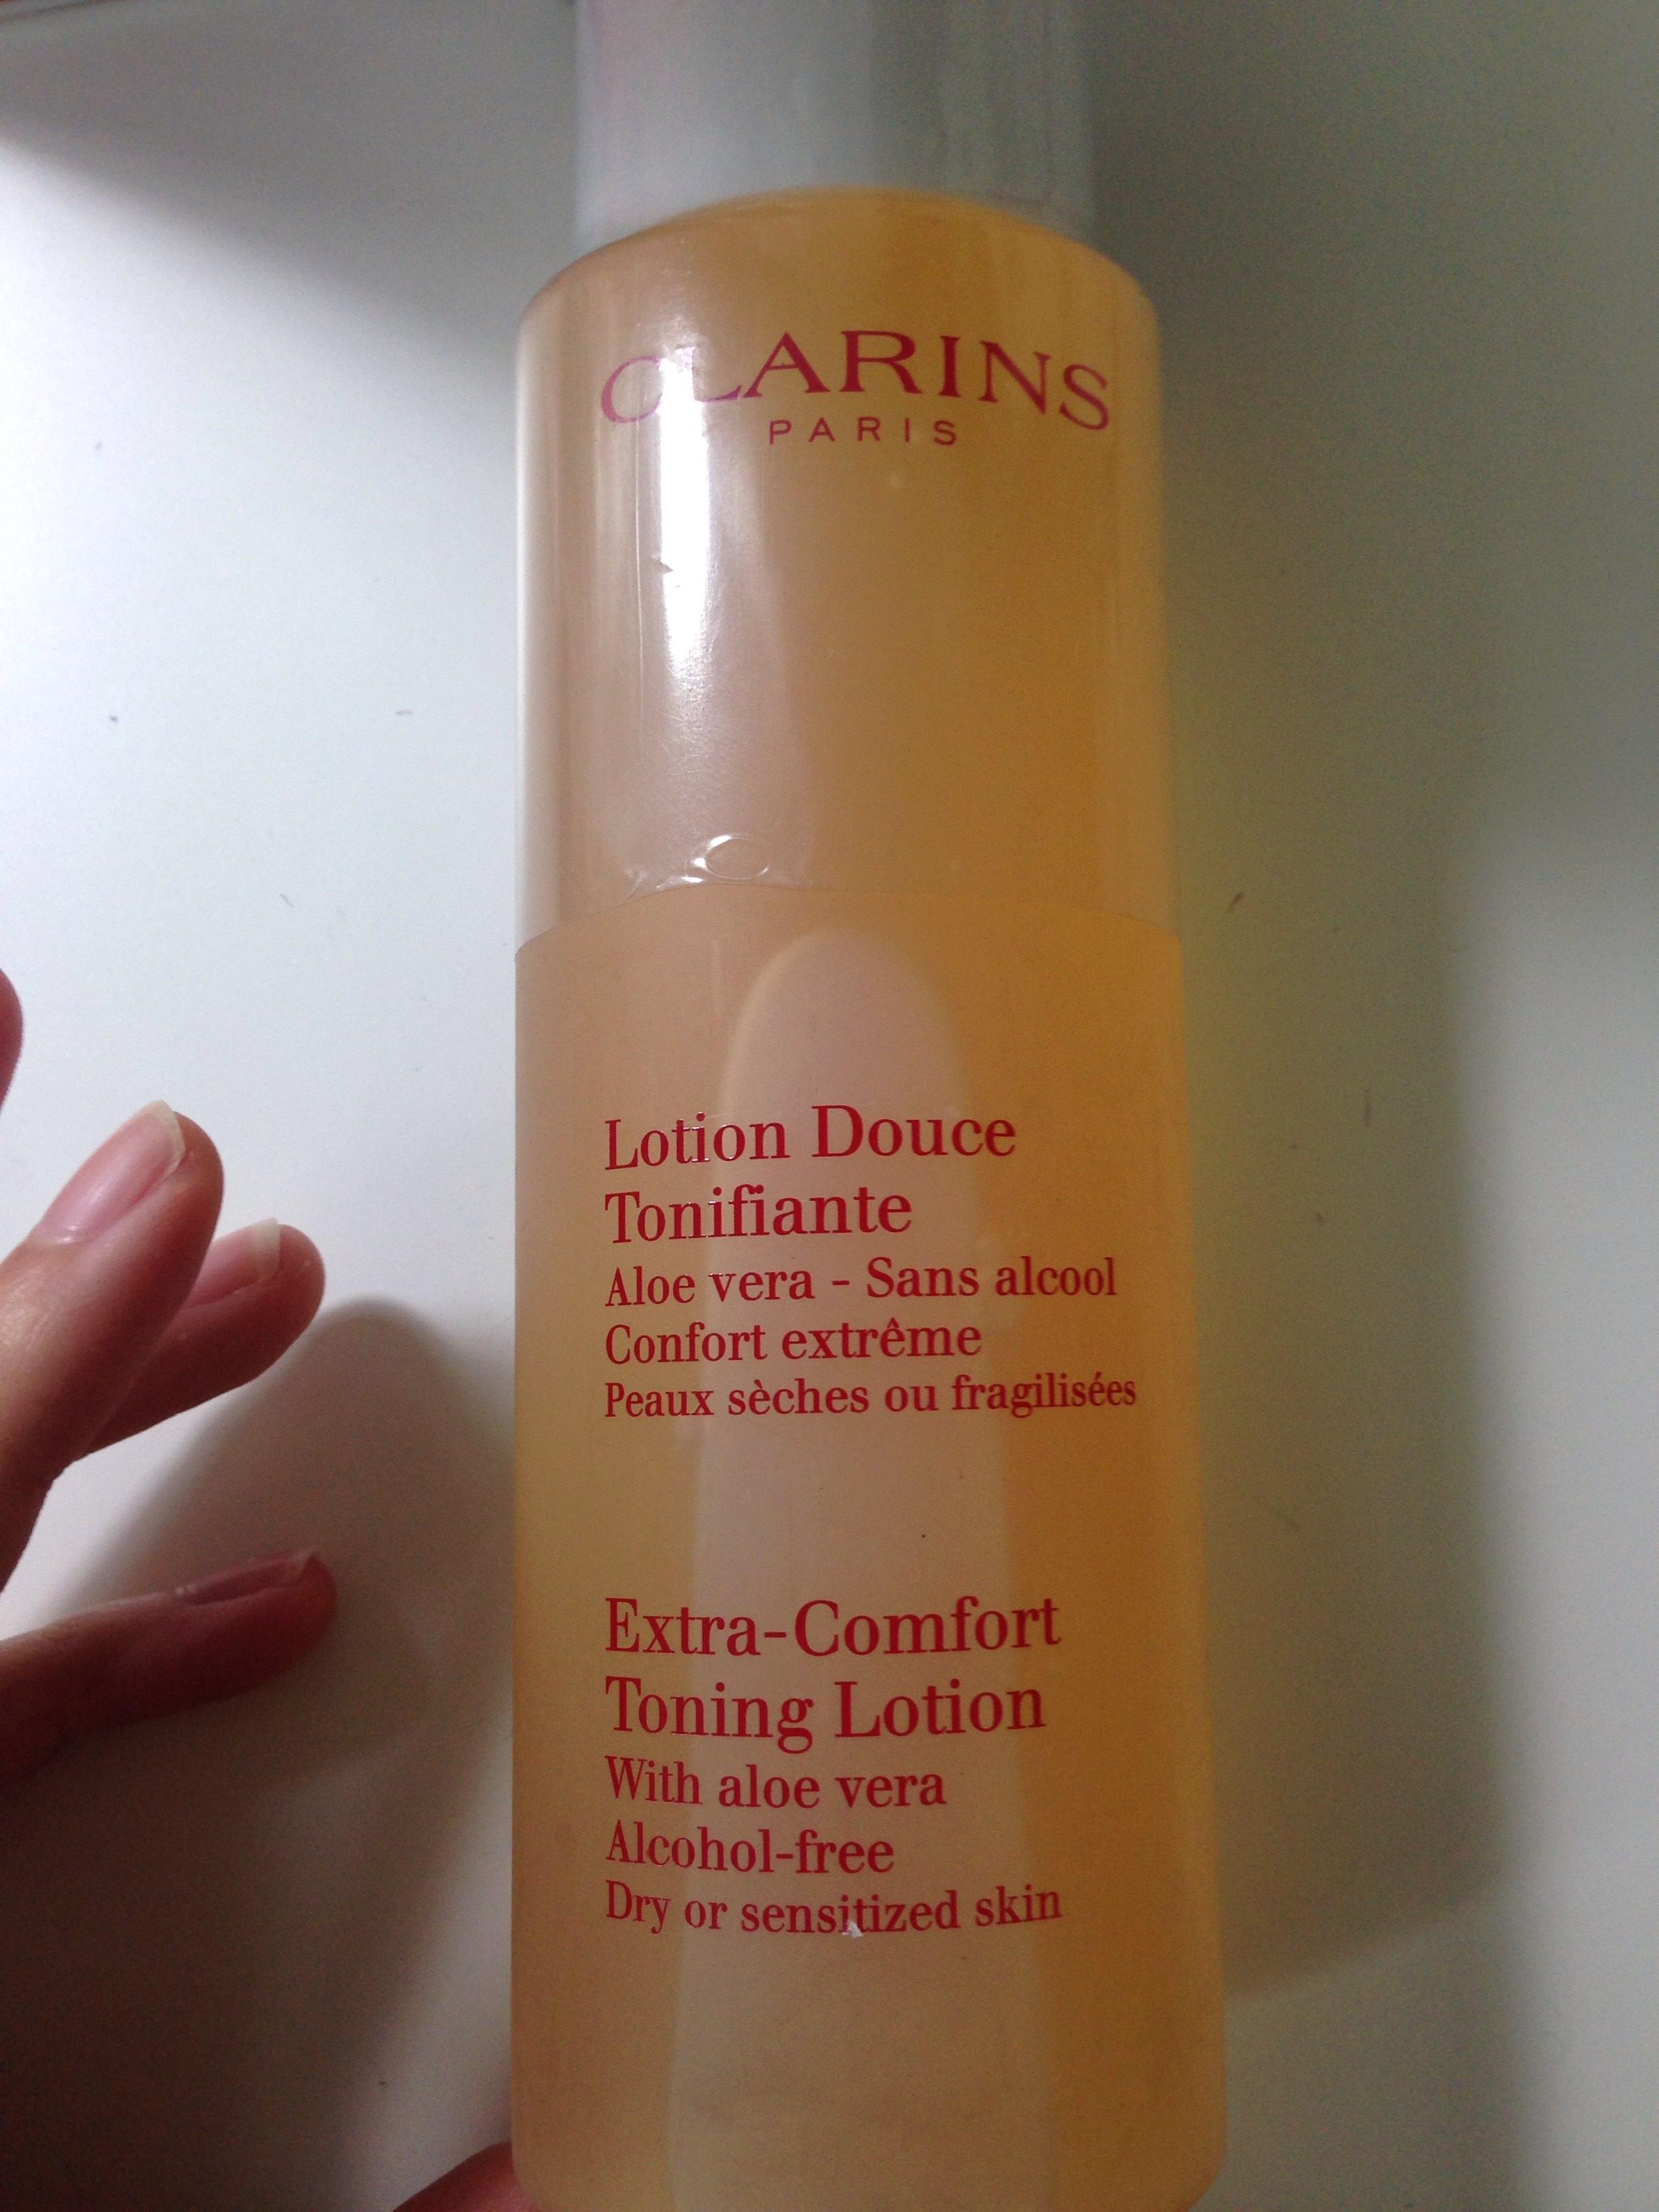 CLARINS
PARIS
Lotion Douce
Tonifiante
Aloe vera - Sans alcool
Confort extrême
Peaux sèches ou fragilisées
Extra-Comfort
Toning Lotion
With aloe vera
Alcohol-free
Dry or sensitized skin